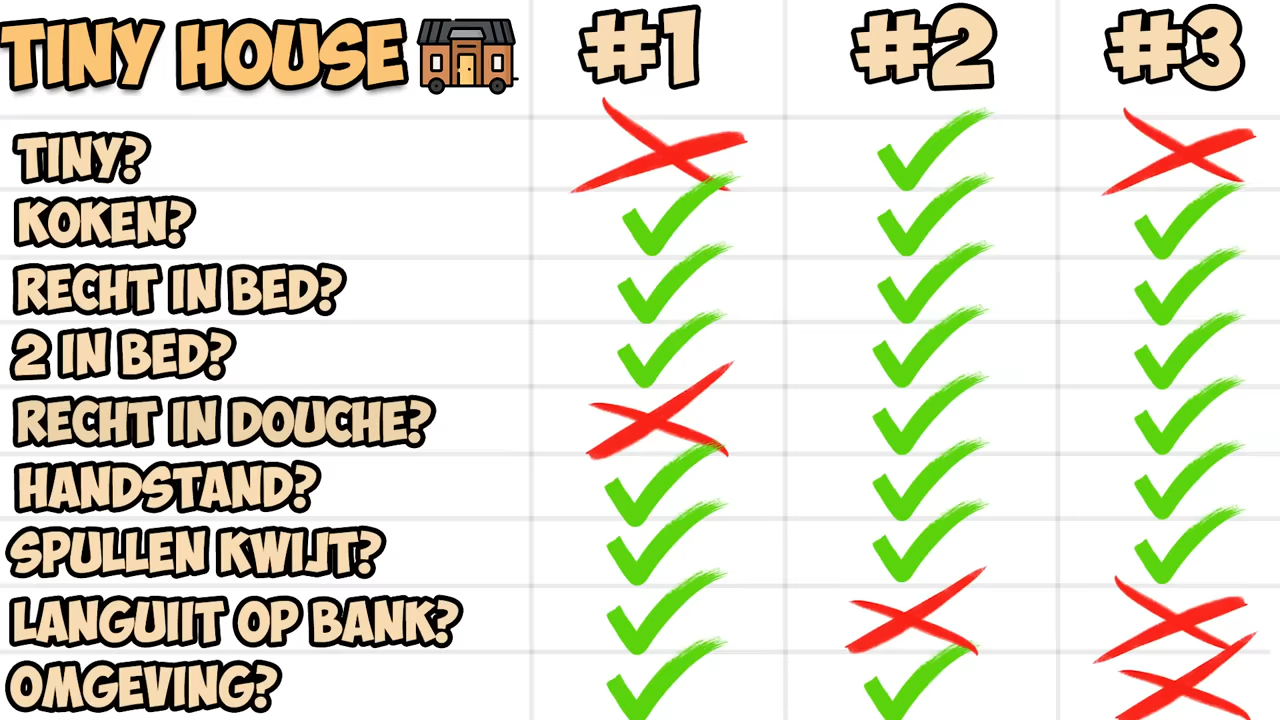 TINY HOUSE #1 #2 #3
TINY?
KOKEN?
RECHT IN BED?
2 IN BED?
RECHT IN DOUCHE?
HANDSTAND?
SPULLEN KWIJT?
LANGUIIT OP BANK?
OMGEVING?